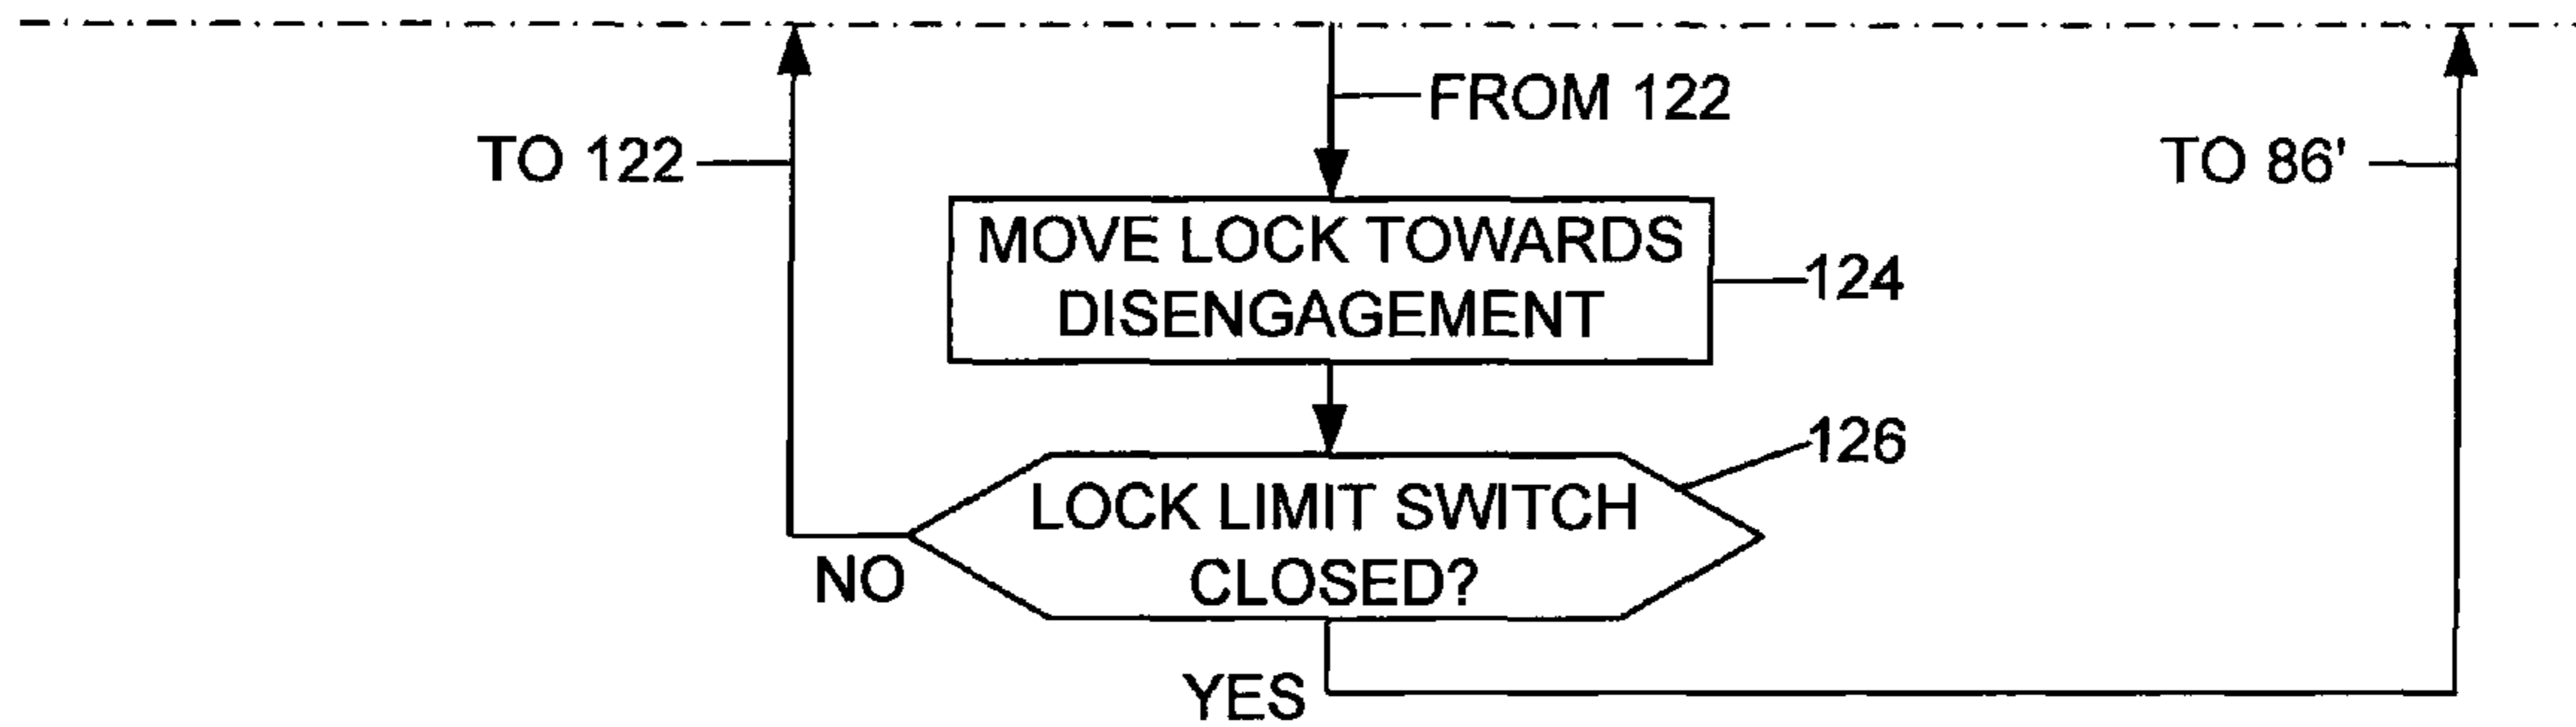 FROM 122
TO 122
TO 86'
MOVE LOCK TOWARDS
DISENGAGEMENT
124
126
LOCK LIMIT SWITCH
CLOSED?
NO
YES